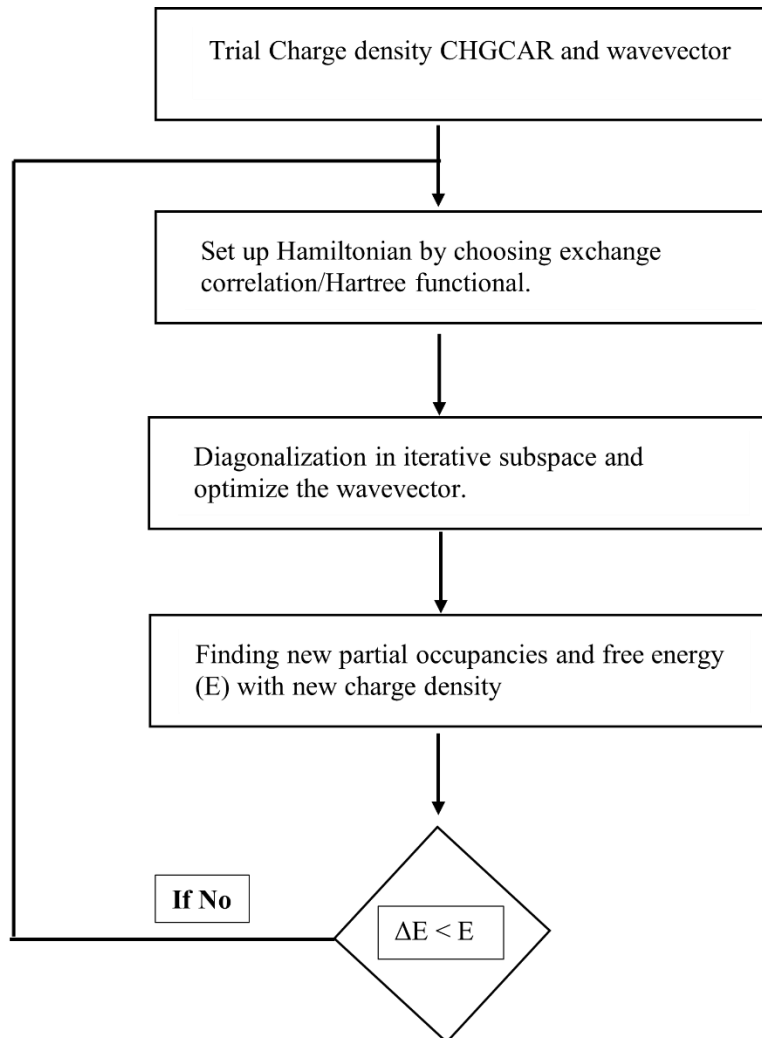 Trial Charge density CHGCAR and wavevector
Set up Hamiltonian by choosing exchange
correlation/Hartree functional.
Diagonalization in iterative subspace and
optimize the wavevector.
Finding new partial occupancies and free energy
(E) with new charge density
If No
ΔE < E